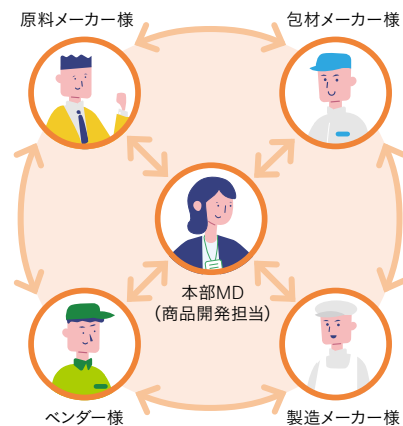 原料メーカー様
包材メーカー様
本部MD
（商品開発担当）
ベンダー様
製造メーカー様